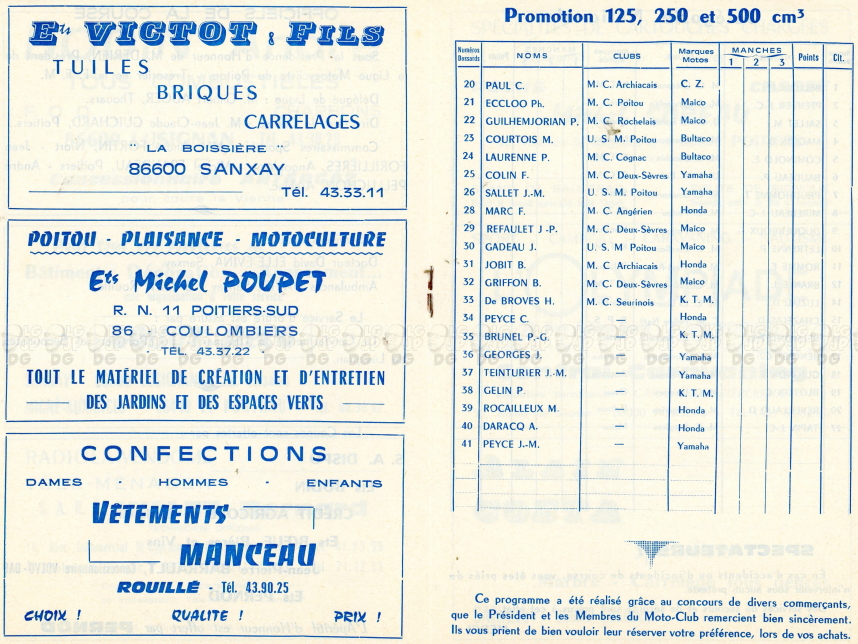 Ets VICTOT & FILS
TUILES
BRIQUES
CARRELAGES
" LA BOISSIÈRE "
86600 SANXAY
Tél. 43.33.11
POITOU - PLAISANCE - MOTOCULTURE
Ets Michel POUPET
R. N. 11 POITIERS-SUD
86 - COULOMBIERS
· TÉL. 43.37.22 ·
TOUT LE MATÉRIEL DE CRÉATION ET D'ENTRETIEN
DES JARDINS ET DES ESPACES VERTS
CONFECTIONS
DAMES · HOMMES · ENFANTS
VÊTEMENTS
MANCEAU
ROUILLÉ - Tél. 43.90.25
CHOIX ! QUALITE ! PRIX !
Promotion 125, 250 et 500 cm³
Numéros Dossards NOMS CLUBS Marques Motos MANCHES 1 2 3 Points Clt.
20 PAUL C. M. C. Archiacais C. Z.
21 ECCLOO Ph. M. C. Poitou Maico
22 GUILHEMJORIAN P. M. C. Rochelais Maico
23 COURTOIS M. U. S. M. Poitou Bultaco
24 LAURENNE P. M. C. Cognac Bultaco
25 COLIN F. M. C. Deux-Sèvres Yamaha
26 SALLET J.-M. U. S. M. Poitou Yamaha
28 MARC F. M. C. Angérien Honda
29 REFAULET J.-P. M. C. Deux-Sèvres Maico
30 GADEAU J. U. S. M. Poitou Maico
31 JOBIT B. M. C. Archiacais Honda
32 GRIFFON B. M. C. Deux-Sèvres Maico
33 De BROVES H. M. C. Saurinois K. T. M.
34 PEYCE C. — Honda
35 BRUNEL P.-G. — K. T. M.
36 GEORGES J. — Yamaha
37 TEINTURIER J.-M. — Yamaha
38 GELIN P. — K. T. M.
39 ROCAILLEUX M. — Honda
40 DARACQ A. — Honda
41 PEYCE J.-M. — Yamaha
Ce programme a été réalisé grâce au concoss de divers commerçants,
que le Président et les Membres du Moto-Club remercient bien sincèrement.
Ils vous prient de bien vouloir leur réserver votre préférence, lors de vos achats.